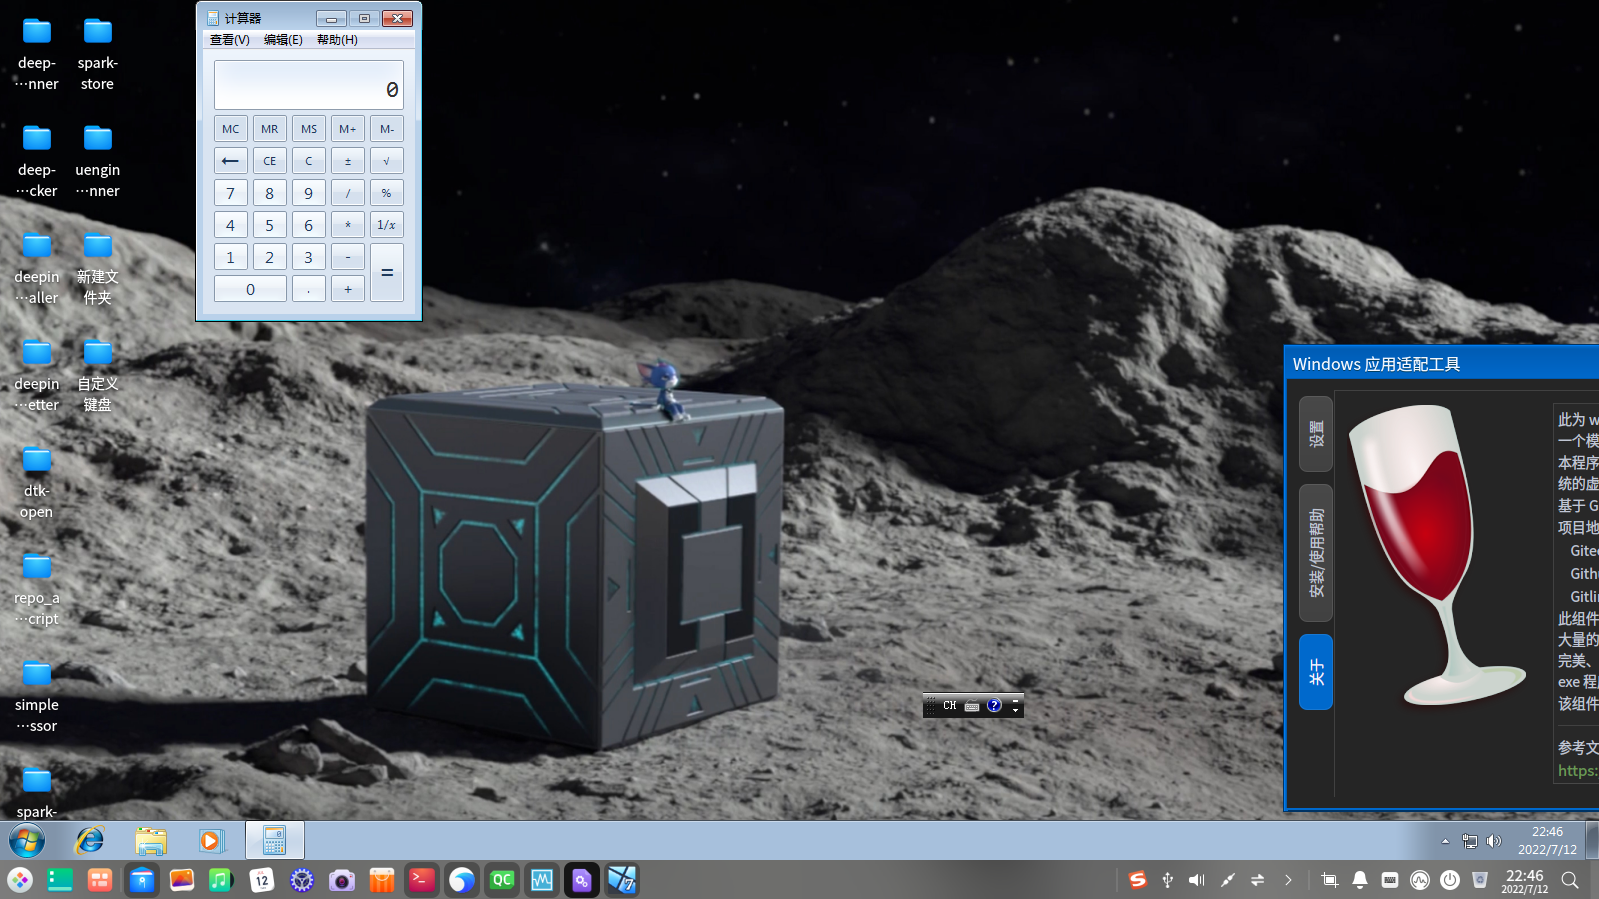 deep-
…nner
spark-
store
deep-
…cker
uengin
…nner
deepin
…aller
新建文
件夹
deepin
…etter
自定义
键盘
dtk-
open
repo_a
…cript
simple
…ssor
spark-
计算器
查看(V) 编辑(E) 帮助(H)
0
MC MR MS M+ M-
← CE C ± √
7 8 9 / %
4 5 6 * 1/x
1 2 3 - =
0 . +
Windows 应用适配工具
设置
安装/使用帮助
关于
此为 w
一个模
本程序
统的虚
基于 G
项目地
Gitee
Gith
Gitli
此组件
大量的
完美、
exe 程
该组件
参考文
https:
CH ?
22:46
2022/7/12
12
>_
QC
7
S
22:46
2022/7/12